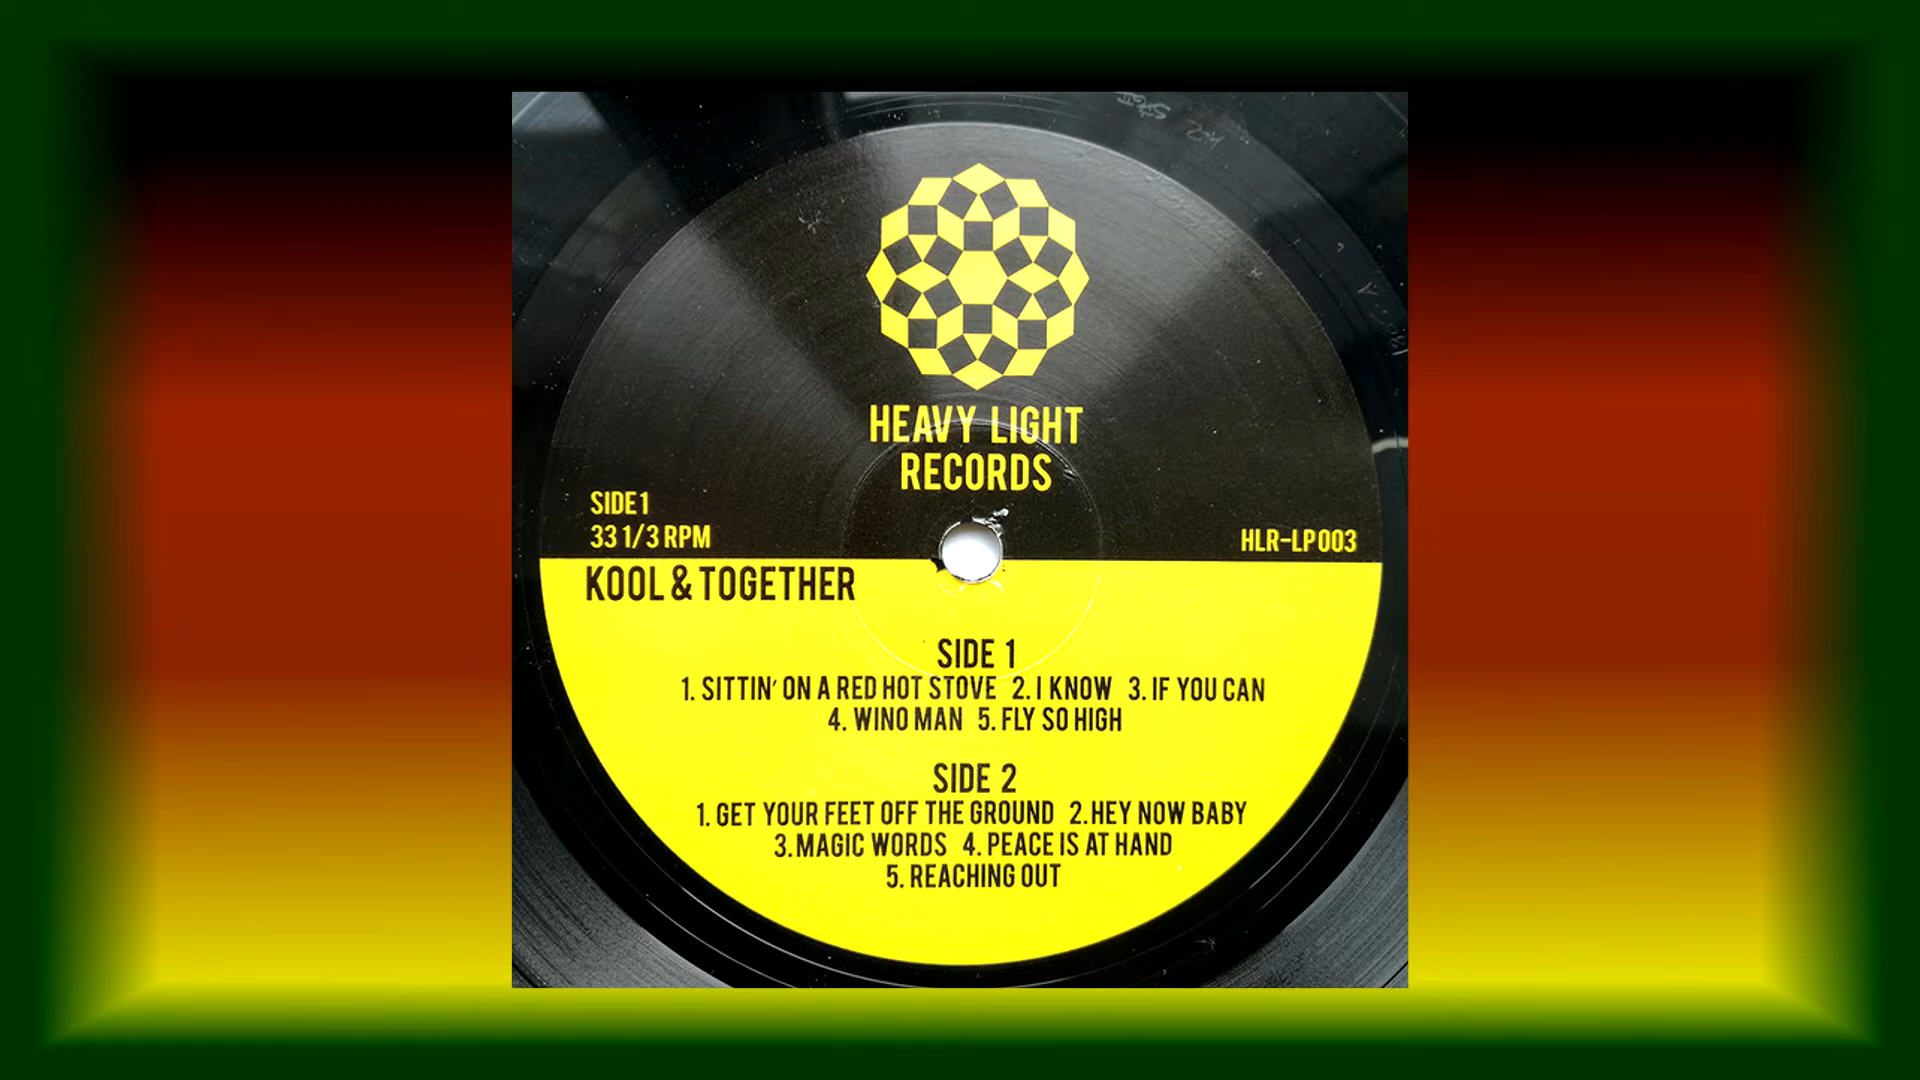 HEAVY LIGHT
RECORDS
SIDE 1
33 1/3 RPM
HLR-LP003
KOOL & TOGETHER
SIDE 1
1. SITTIN' ON A RED HOT STOVE 2. I KNOW 3. IF YOU CAN
4. WINO MAN 5. FLY SO HIGH
SIDE 2
1. GET YOUR FEET OFF THE GROUND 2. HEY NOW BABY
3. MAGIC WORDS 4. PEACE IS AT HAND
5. REACHING OUT